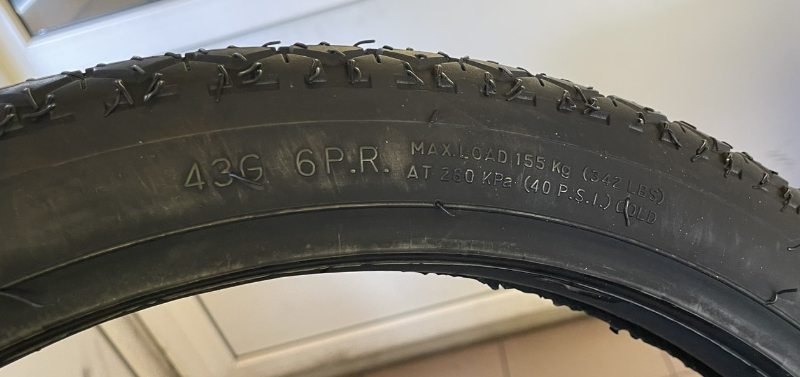 43G 6P.R.
MAX.LOAD 155 Kg (342 LBS)
AT 280 KPa (40 P.S.I.) COLD